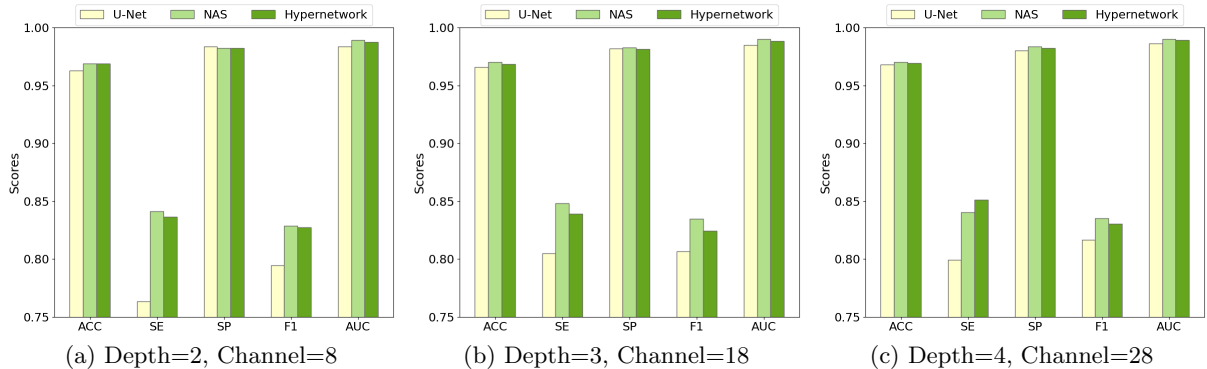 U-Net NAS Hypernetwork
1.00
0.95
0.90
0.85
0.80
0.75
Scores
ACC SE SP F1 AUC
(a) Depth=2, Channel=8
U-Net NAS Hypernetwork
1.00
0.95
0.90
0.85
0.80
0.75
Scores
ACC SE SP F1 AUC
(b) Depth=3, Channel=18
U-Net NAS Hypernetwork
1.00
0.95
0.90
0.85
0.80
0.75
Scores
ACC SE SP F1 AUC
(c) Depth=4, Channel=28